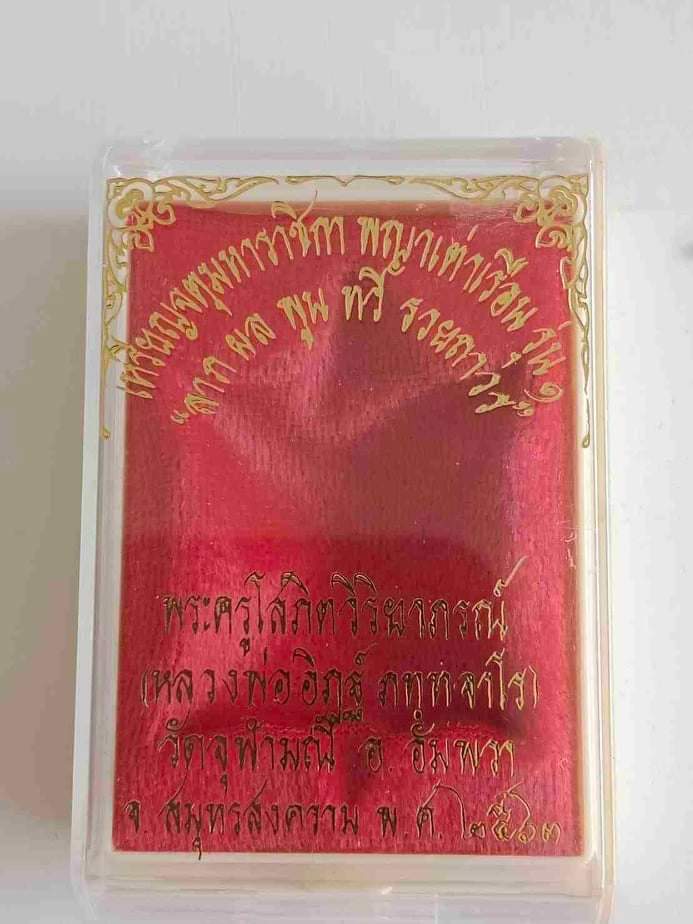 เหรียญจตุมหาราชิกา พญาเต่าเรือน รุ่น ๑
"ลาภ ผล พูน ทวี รวยถาวร"
พระครูโสภิตวิริยาภรณ์
(หลวงพ่ออิฏฐ์ ภทฺทจาโร)
วัดจุฬามณี อ. อัมพวา
จ. สมุทรสงคราม พ.ศ. ๒๕๖๓